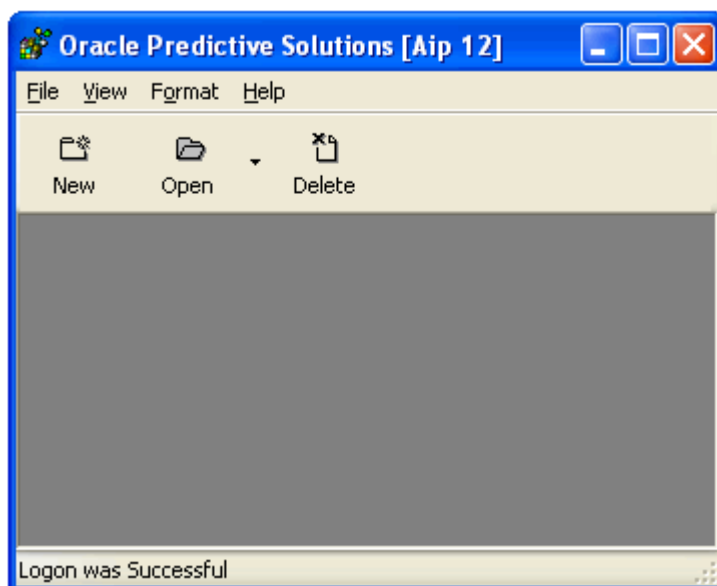 Oracle Predictive Solutions [Aip 12]
File View Format Help
New Open Delete
Logon was Successful